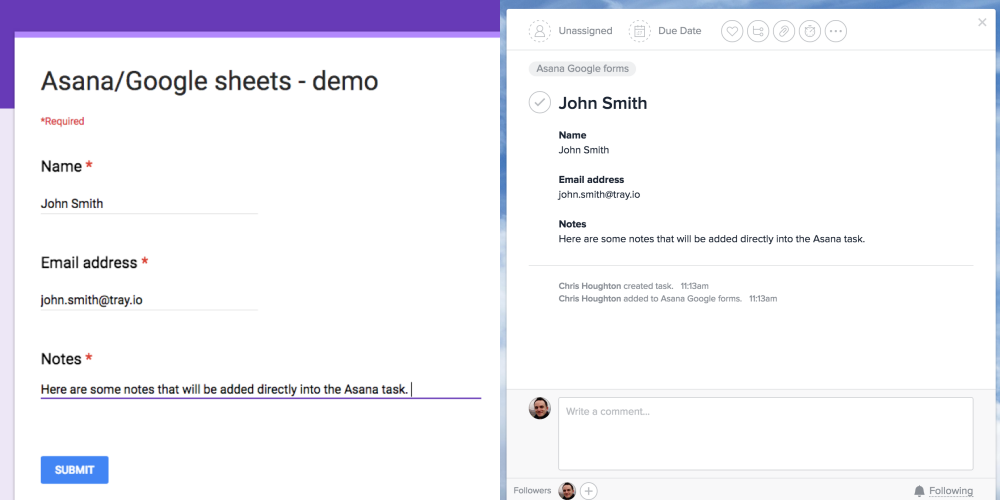 Asana/Google sheets - demo
*Required
Name *
John Smith
Email address *
john.smith@tray.io
Notes *
Here are some notes that will be added directly into the Asana task.
SUBMIT
Unassigned
Due Date
Asana Google forms
John Smith
Name
John Smith
Email address
john.smith@tray.io
Notes
Here are some notes that will be added directly into the Asana task.
Chris Houghton created task. 11:13am
Chris Houghton added to Asana Google forms. 11:13am
Write a comment...
Followers
Following